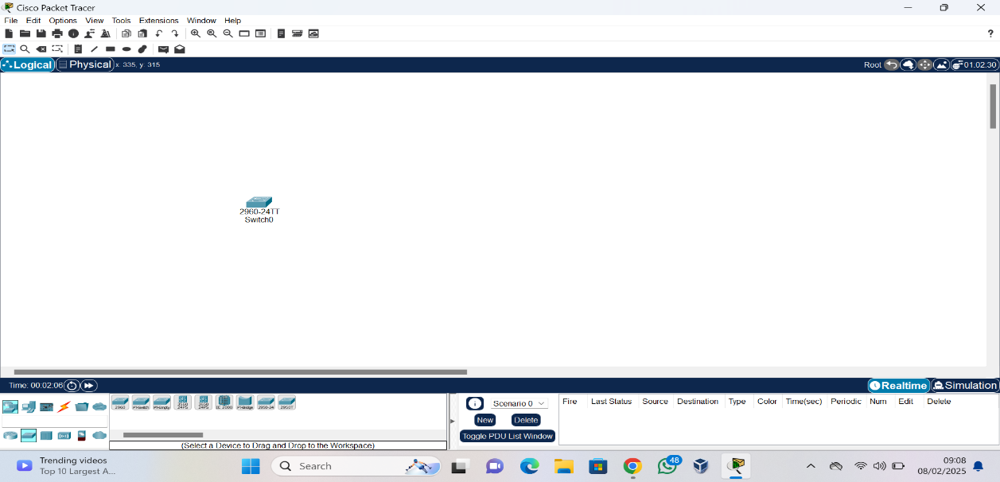 Cisco Packet Tracer
File Edit Options View Tools Extensions Window Help
?
Logical Physical x: 335, y: 315 Root 01:02:30
2960-24TT
Switch0
Time: 00:02:06 Realtime Simulation
2960 PT-Switch PT-Empty 3560 24PS 3650 24PS IE 2000 PT-Bridge 2950-24 2950T
(Select a Device to Drag and Drop to the Workspace)
Scenario 0
New Delete
Toggle PDU List Window
Fire Last Status Source Destination Type Color Time(sec) Periodic Num Edit Delete
Trending videos
Top 10 Largest A...
Search
48
09:08
08/02/2025